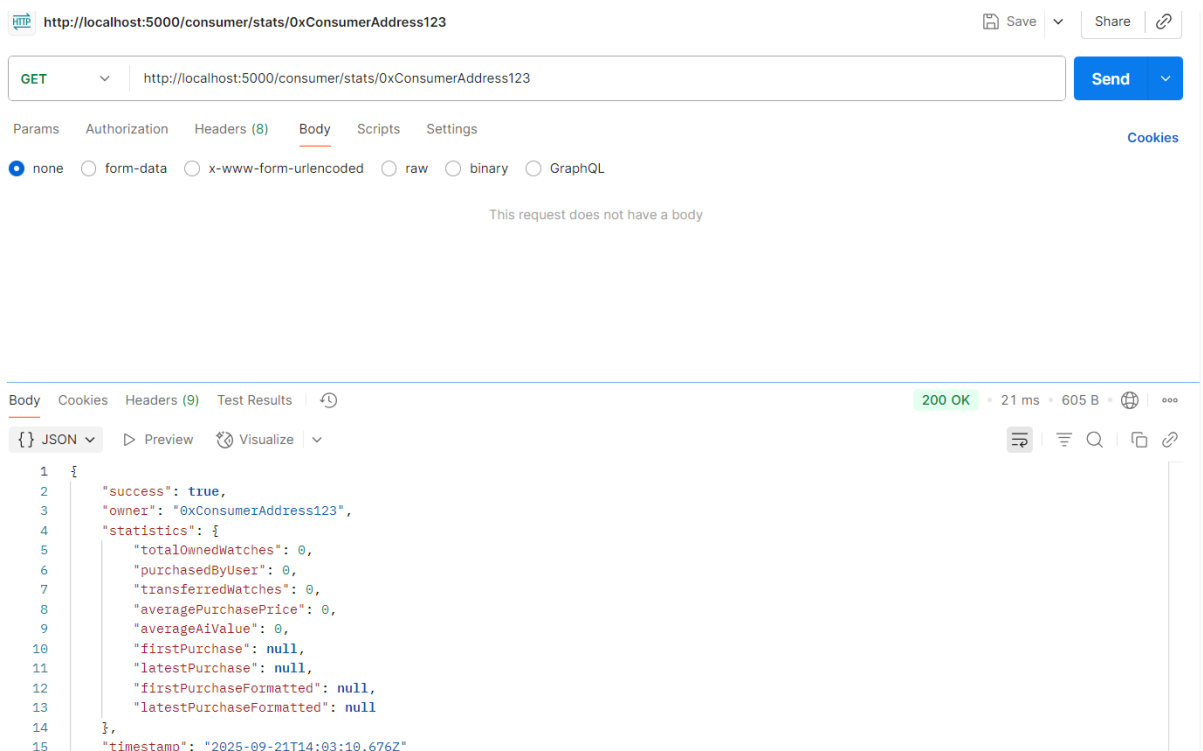 HTTP http://localhost:5000/consumer/stats/0xConsumerAddress123 Save Share
GET http://localhost:5000/consumer/stats/0xConsumerAddress123 Send
Params Authorization Headers (8) Body Scripts Settings Cookies
none form-data x-www-form-urlencoded raw binary GraphQL
This request does not have a body
Body Cookies Headers (9) Test Results 200 OK • 21 ms • 605 B •
{} JSON Preview Visualize
1 {
2 "success": true,
3 "owner": "0xConsumerAddress123",
4 "statistics": {
5 "totalOwnedWatches": 0,
6 "purchasedByUser": 0,
7 "transferredWatches": 0,
8 "averagePurchasePrice": 0,
9 "averageAiValue": 0,
10 "firstPurchase": null,
11 "latestPurchase": null,
12 "firstPurchaseFormatted": null,
13 "latestPurchaseFormatted": null
14 },
15 "timestamp": "2025-09-21T14:03:10.676Z"